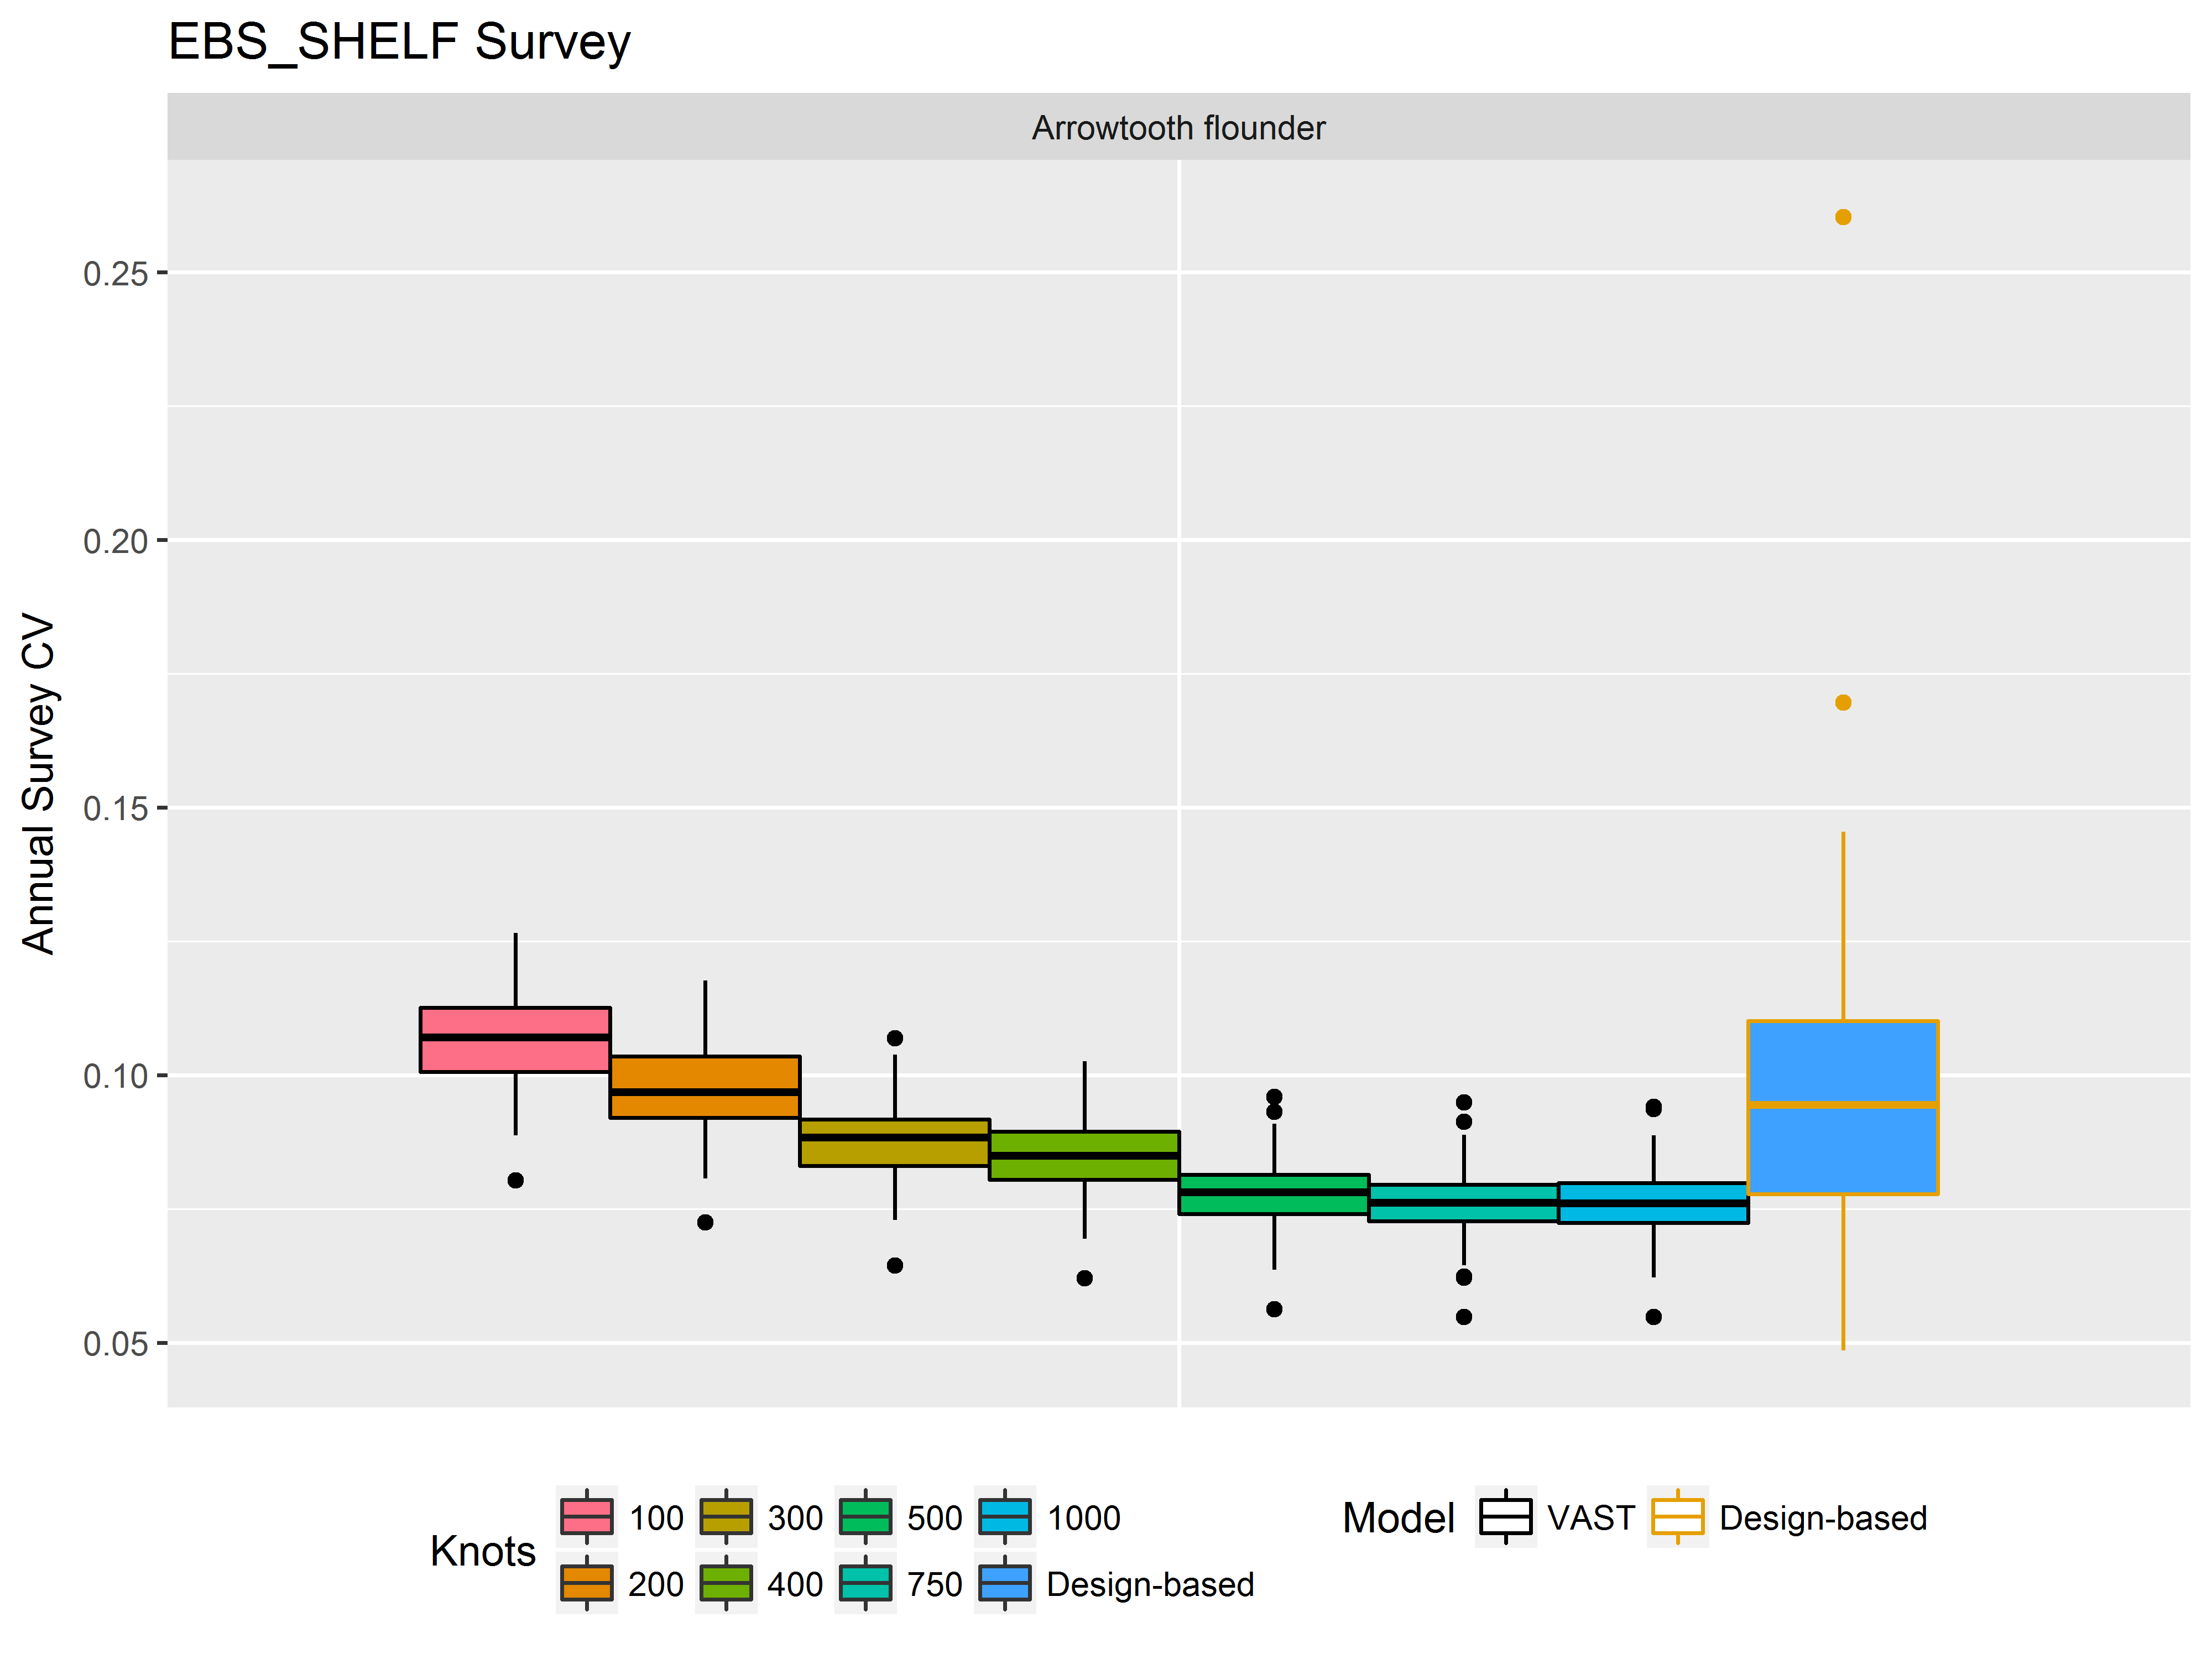 EBS_SHELF Survey
Arrowtooth flounder
Annual Survey CV
0.25
0.20
0.15
0.10
0.05
Knots
100 300 500 1000
200 400 750 Design-based
Model VAST Design-based